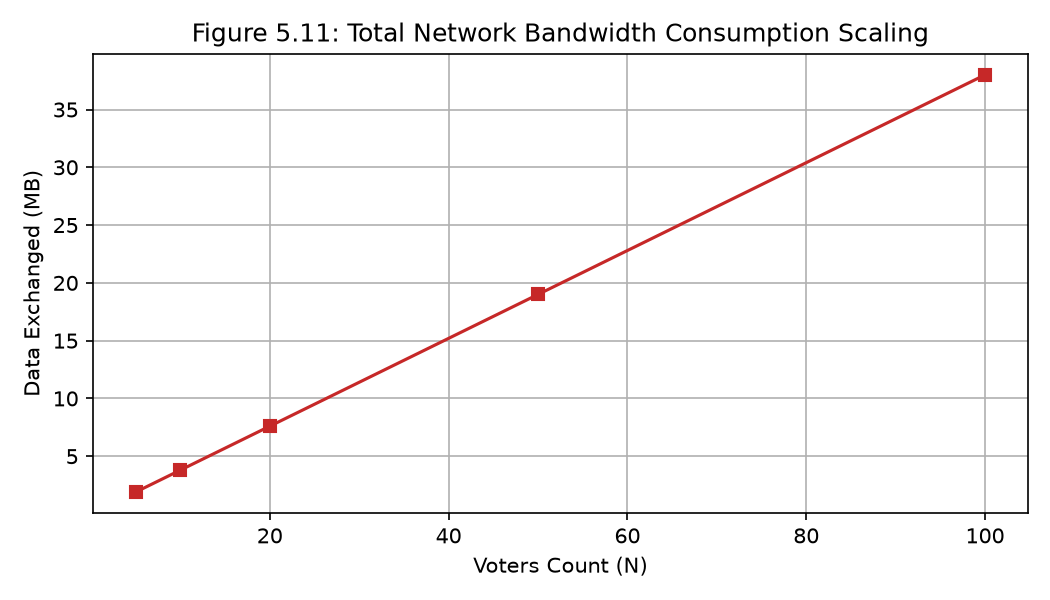 Figure 5.11: Total Network Bandwidth Consumption Scaling
Data Exchanged (MB)
35
30
25
20
15
10
5
20 40 60 80 100
Voters Count (N)